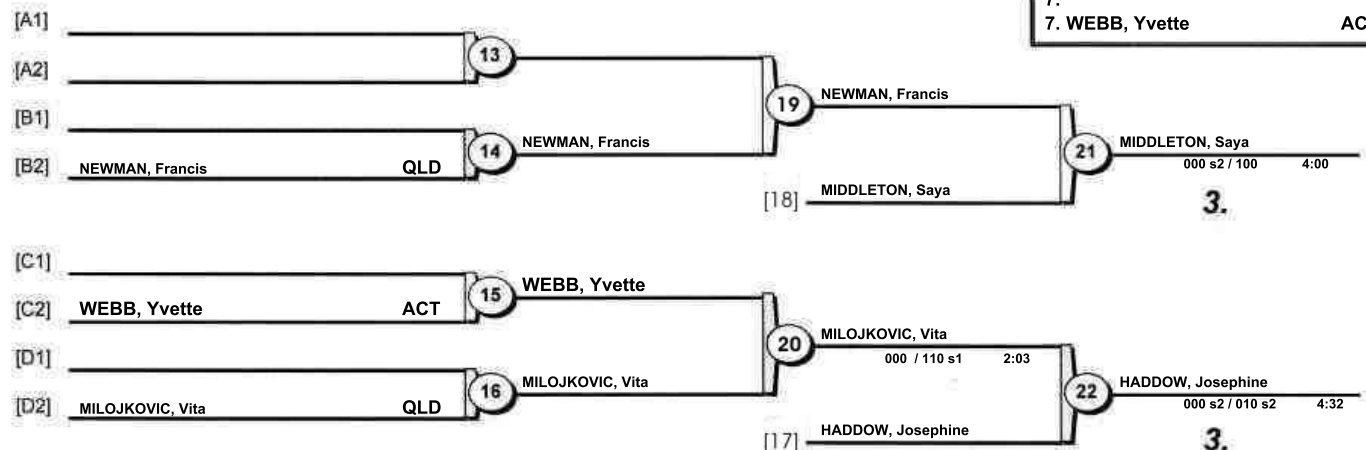 [A1]
7.
7. WEBB, Yvette AC
13
[A2]
NEWMAN, Francis
19
[B1]
NEWMAN, Francis
14
MIDDLETON, Saya
21
[B2] NEWMAN, Francis QLD
000 s2 / 100 4:00
MIDDLETON, Saya
[18]
3.
[C1]
WEBB, Yvette
15
[C2] WEBB, Yvette ACT
MILOJKOVIC, Vita
20
000 / 110 s1 2:03
[D1]
MILOJKOVIC, Vita
16
HADDOW, Josephine
22
[D2] MILOJKOVIC, Vita QLD
000 s2 / 010 s2 4:32
HADDOW, Josephine
[17]
3.